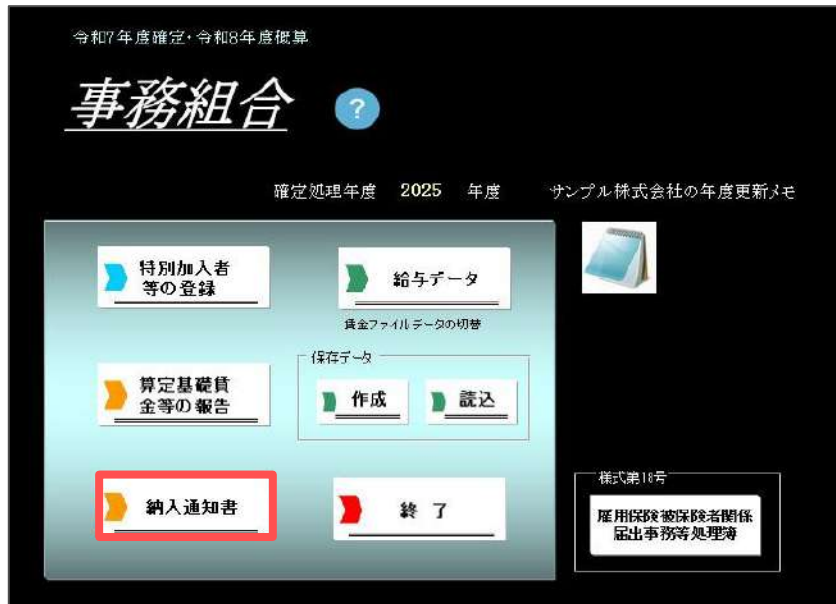 令和7年度確定・令和8年度概算
事務組合
?
確定処理年度 2025 年度
サンプル株式会社の年度更新メモ
特別加入者
等の登録
給与データ
賃金ファイルデータの切替
算定基礎賃
金等の報告
保存データ
作成
読込
納入通知書
終了
様式第18号
雇用保険被保険者関係
届出事務等処理簿